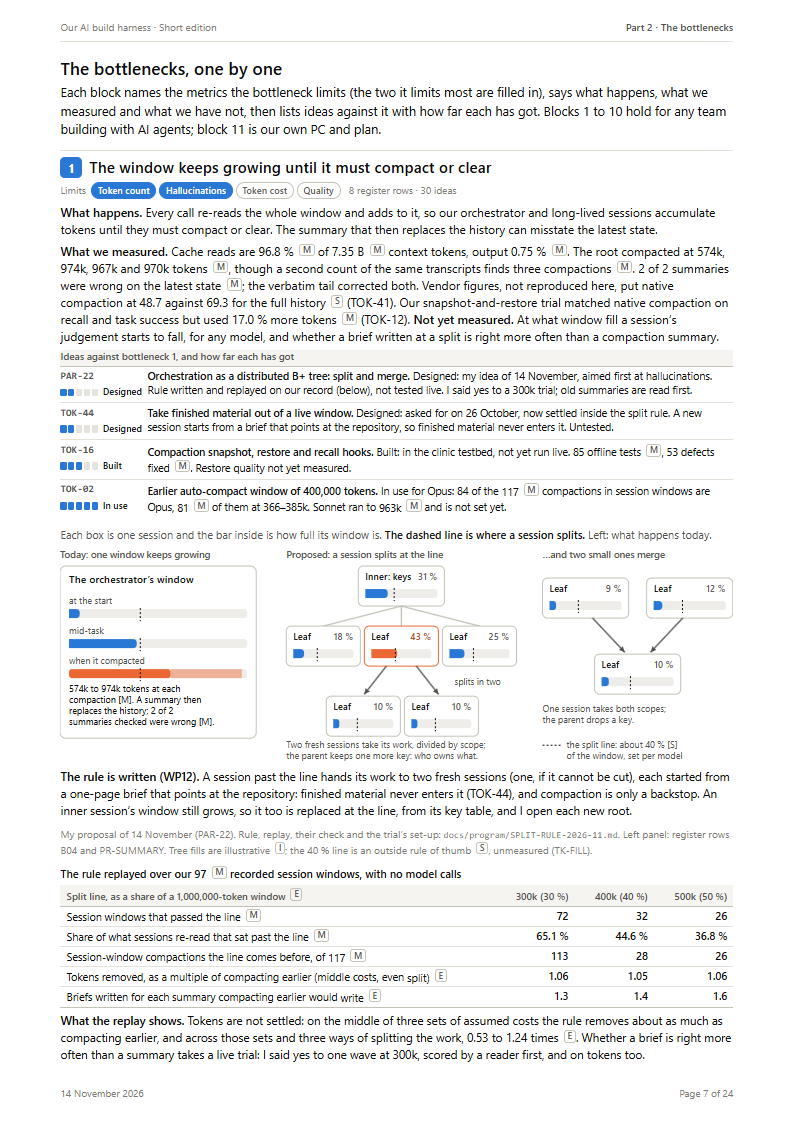 Our AI build harness · Short edition
Part 2 · The bottlenecks
The bottlenecks, one by one
Each block names the metrics the bottleneck limits (the two it limits most are filled in), says what happens, what we
measured and what we have not, then lists ideas against it with how far each has got. Blocks 1 to 10 hold for any team
building with AI agents; block 11 is our own PC and plan.
1 The window keeps growing until it must compact or clear
Limits Token count Hallucinations Token cost Quality 8 register rows · 30 ideas
What happens. Every call re-reads the whole window and adds to it, so our orchestrator and long-lived sessions accumulate
tokens until they must compact or clear. The summary that then replaces the history can misstate the latest state.
What we measured. Cache reads are 96.8 % M of 7.35 B M context tokens, output 0.75 % M. The root compacted at 574k,
974k, 967k and 970k tokens M, though a second count of the same transcripts finds three compactions M. 2 of 2 summaries
were wrong on the latest state M; the verbatim tail corrected both. Vendor figures, not reproduced here, put native
compaction at 48.7 against 69.3 for the full history S (TOK-41). Our snapshot-and-restore trial matched native compaction on
recall and task success but used 17.0 % more tokens M (TOK-12). Not yet measured. At what window fill a session's
judgement starts to fall, for any model, and whether a brief written at a split is right more often than a compaction summary.
Ideas against bottleneck 1, and how far each has got
PAR-22
Designed
Orchestration as a distributed B+ tree: split and merge. Designed: my idea of 14 November, aimed first at hallucinations.
Rule written and replayed on our record (below), not tested live. I said yes to a 300k trial; old summaries are read first.
TOK-44
Designed
Take finished material out of a live window. Designed: asked for on 26 October, now settled inside the split rule. A new
session starts from a brief that points at the repository, so finished material never enters it. Untested.
TOK-16
Built
Compaction snapshot, restore and recall hooks. Built: in the clinic testbed, not yet run live. 85 offline tests M, 53 defects
fixed M. Restore quality not yet measured.
TOK-02
In use
Earlier auto-compact window of 400,000 tokens. In use for Opus: 84 of the 117 M compactions in session windows are
Opus, 81 M of them at 366–385k. Sonnet ran to 963k M and is not set yet.
Each box is one session and the bar inside is how full its window is. The dashed line is where a session splits. Left: what happens today.
Today: one window keeps growing
The orchestrator's window
at the start
mid-task
when it compacted
574k to 974k tokens at each
compaction [M]. A summary then
replaces the history; 2 of 2
summaries checked were wrong [M].
Proposed: a session splits at the line
Inner: keys 31 %
Leaf 18 %
Leaf 43 %
Leaf 25 %
splits in two
Leaf 10 %
Leaf 10 %
Two fresh sessions take its work, divided by scope;
the parent keeps one more key: who owns what.
...and two small ones merge
Leaf 9 %
Leaf 12 %
Leaf 10 %
One session takes both scopes;
the parent drops a key.
the split line: about 40 % [S]
of the window, set per model
The rule is written (WP12). A session past the line hands its work to two fresh sessions (one, if it cannot be cut), each started from
a one-page brief that points at the repository: finished material never enters it (TOK-44), and compaction is only a backstop. An
inner session's window still grows, so it too is replaced at the line, from its key table, and I open each new root.
My proposal of 14 November (PAR-22). Rule, replay, their check and the trial's set-up: docs/program/SPLIT-RULE-2026-11.md. Left panel: register rows
B04 and PR-SUMMARY. Tree fills are illustrative I; the 40 % line is an outside rule of thumb S, unmeasured (TK-FILL).
The rule replayed over our 97 M recorded session windows, with no model calls
Split line, as a share of a 1,000,000-token window E 300k (30 %) 400k (40 %) 500k (50 %)
Session windows that passed the line M 72 32 26
Share of what sessions re-read that sat past the line M 65.1 % 44.6 % 36.8 %
Session-window compactions the line comes before, of 117 M 113 28 26
Tokens removed, as a multiple of compacting earlier (middle costs, even split) E 1.06 1.05 1.06
Briefs written for each summary compacting earlier would write E 1.3 1.4 1.6
What the replay shows. Tokens are not settled: on the middle of three sets of assumed costs the rule removes about as much as
compacting earlier, and across those sets and three ways of splitting the work, 0.53 to 1.24 times E. Whether a brief is right more
often than a summary takes a live trial: I said yes to one wave at 300k, scored by a reader first, and on tokens too.
14 November 2026
Page 7 of 24